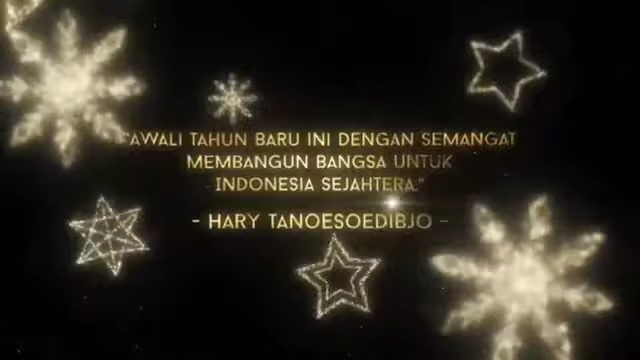 "AWALI TAHUN BARU INI DENGAN SEMANGAT
MEMBANGUN BANGSA UNTUK
INDONESIA SEJAHTERA."
- HARY TANOESOEDIBJO -